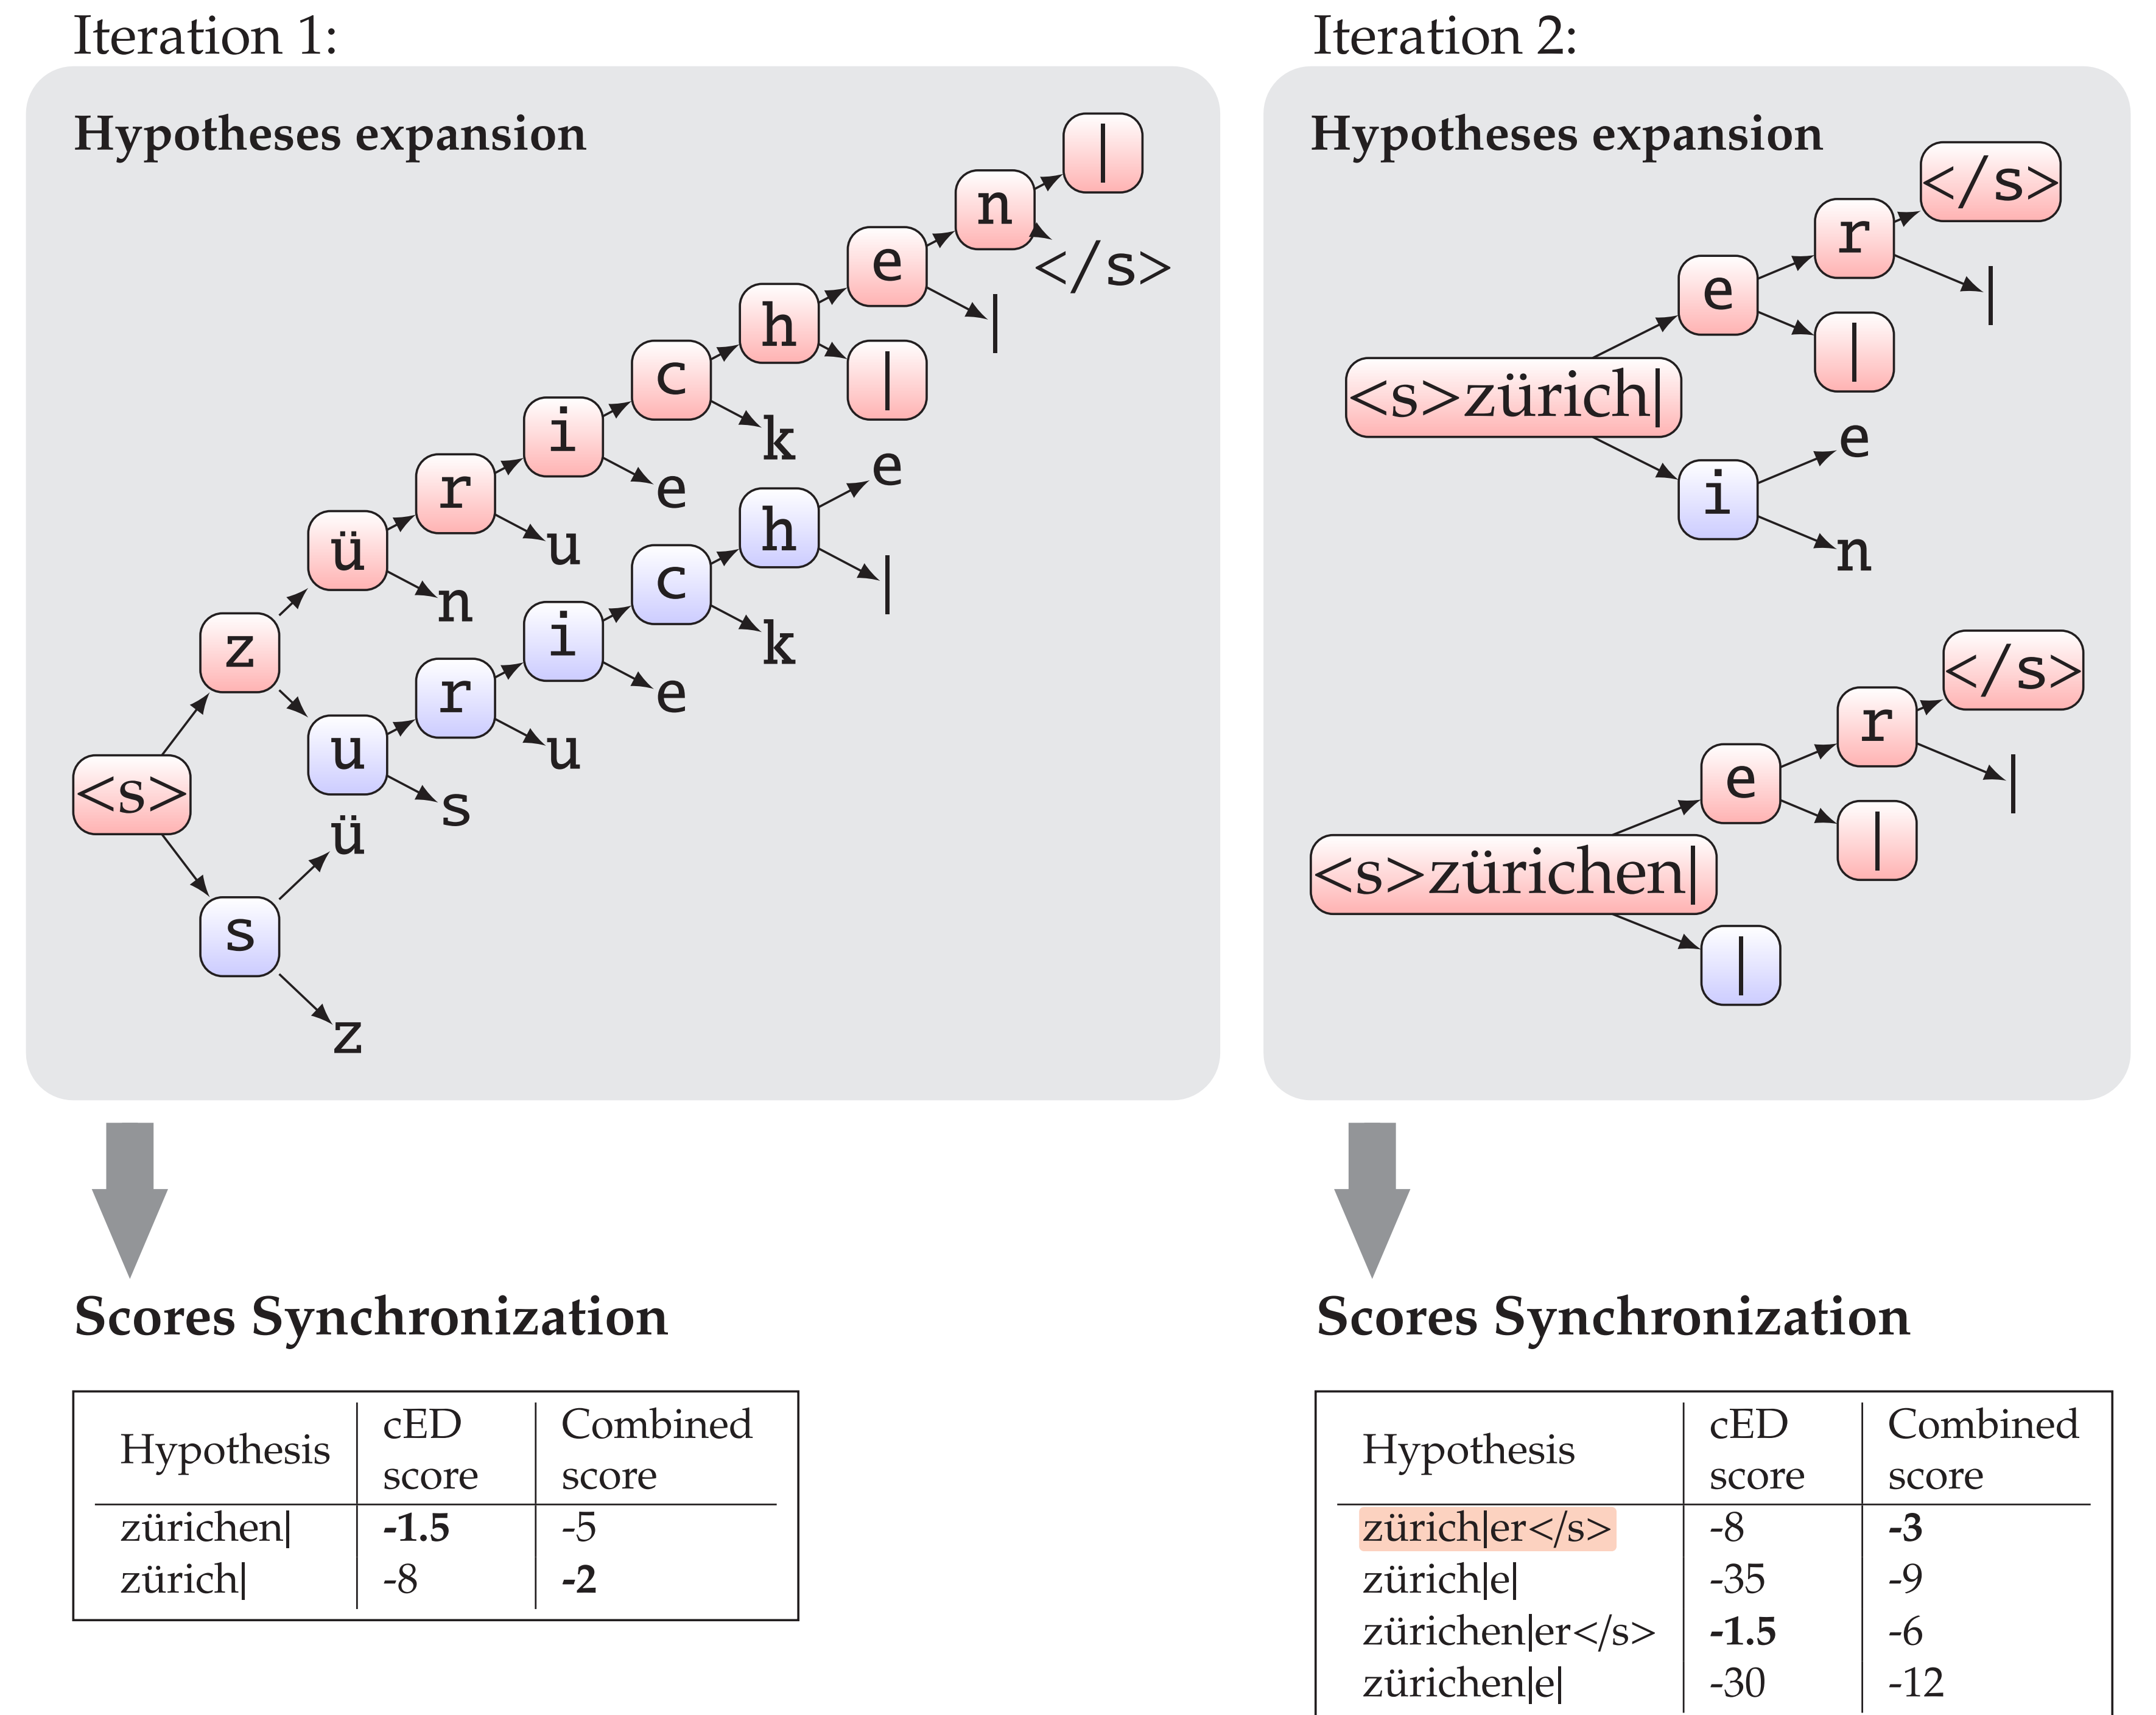 Iteration 1:
Hypotheses expansion
|
n
</s>
e
|
h
|
c
k
e
i
e
h
|
r
u
c
k
ü
n
i
e
z
r
u
u
s
<s>
ü
s
z
Scores Synchronization
Hypothesis cED score Combined score
zürichen| -1.5 -5
zürich| -8 -2
Iteration 2:
Hypotheses expansion
</s>
r
|
e
|
<s>zürich|
e
i
n
</s>
r
|
e
|
<s>zürichen|
|
Scores Synchronization
Hypothesis cED score Combined score
zürich|er</s> -8 -3
zürich|e| -35 -9
zürichen|er</s> -1.5 -6
zürichen|e| -30 -12